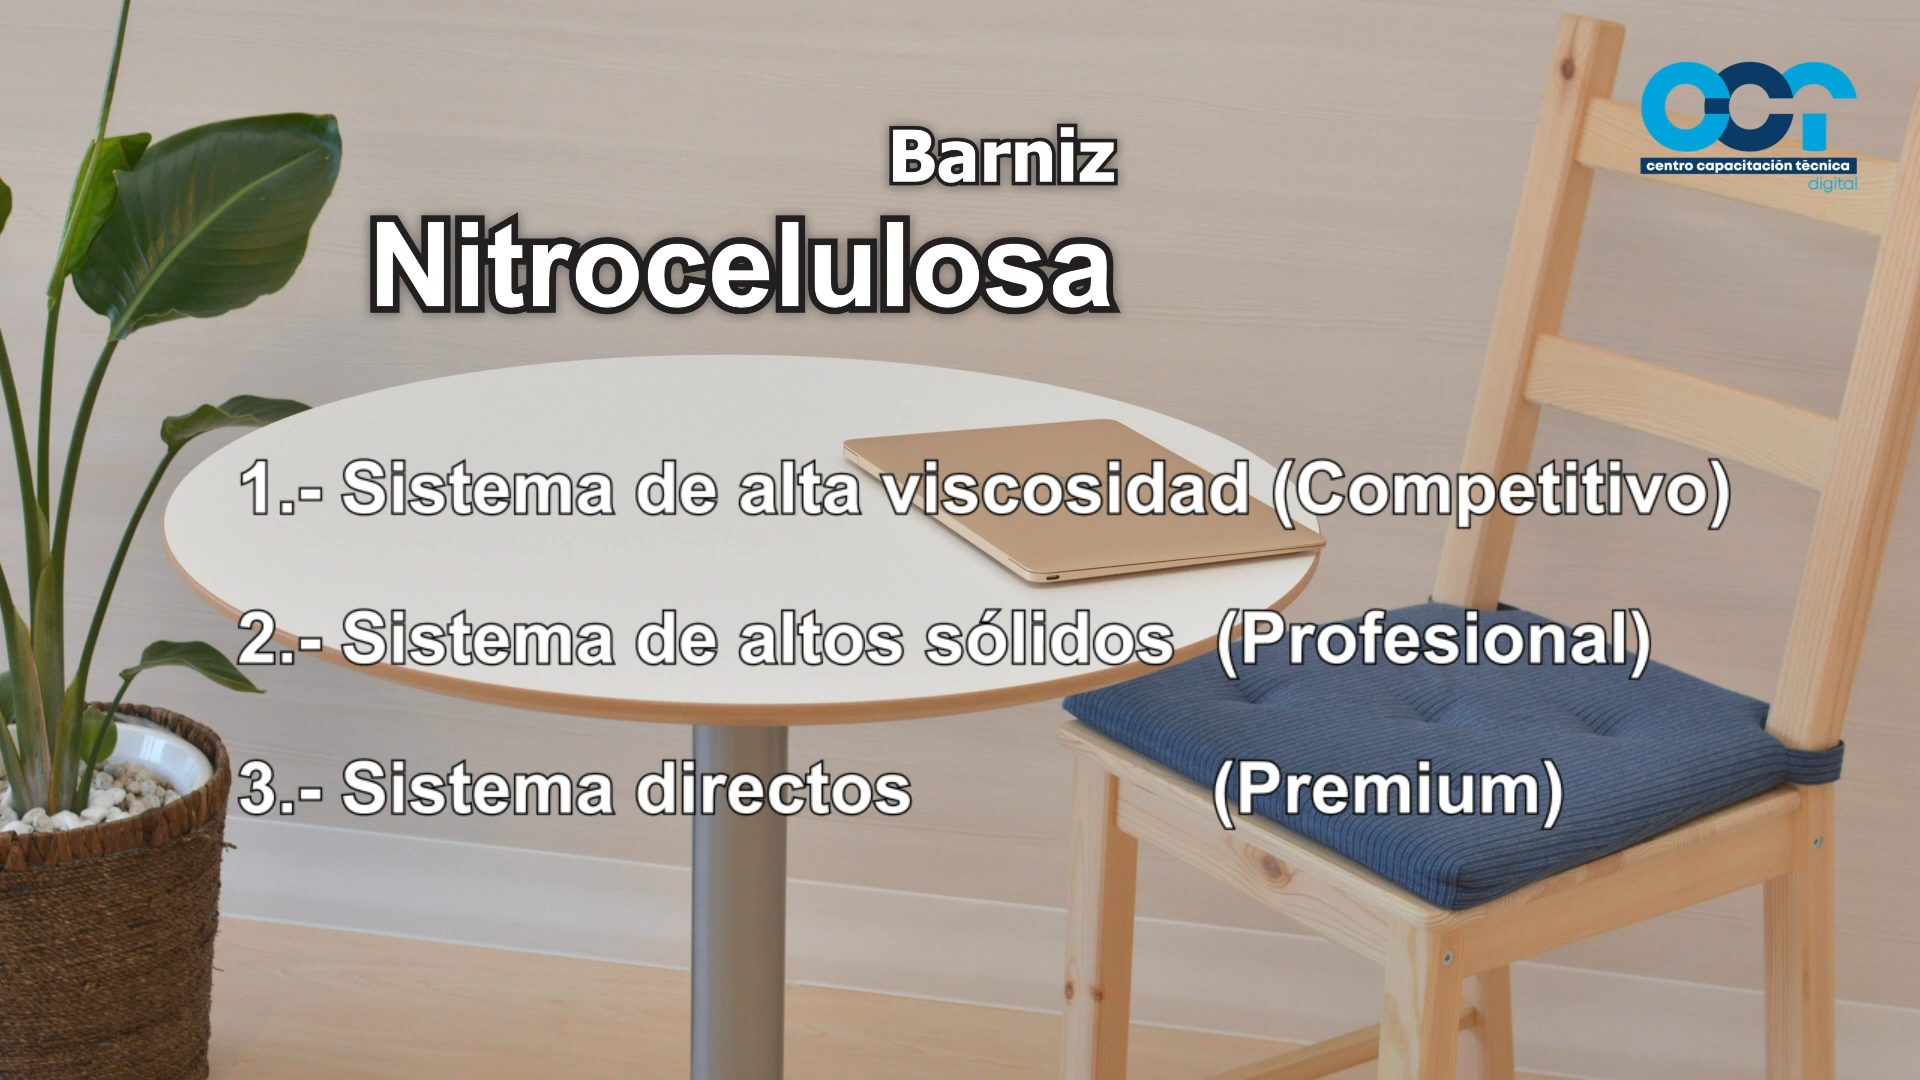 Barniz
Nitrocelulosa
centro capacitación técnica
digital
1.- Sistema de alta viscosidad (Competitivo)
2.- Sistema de altos sólidos (Profesional)
3.- Sistema directos (Premium)